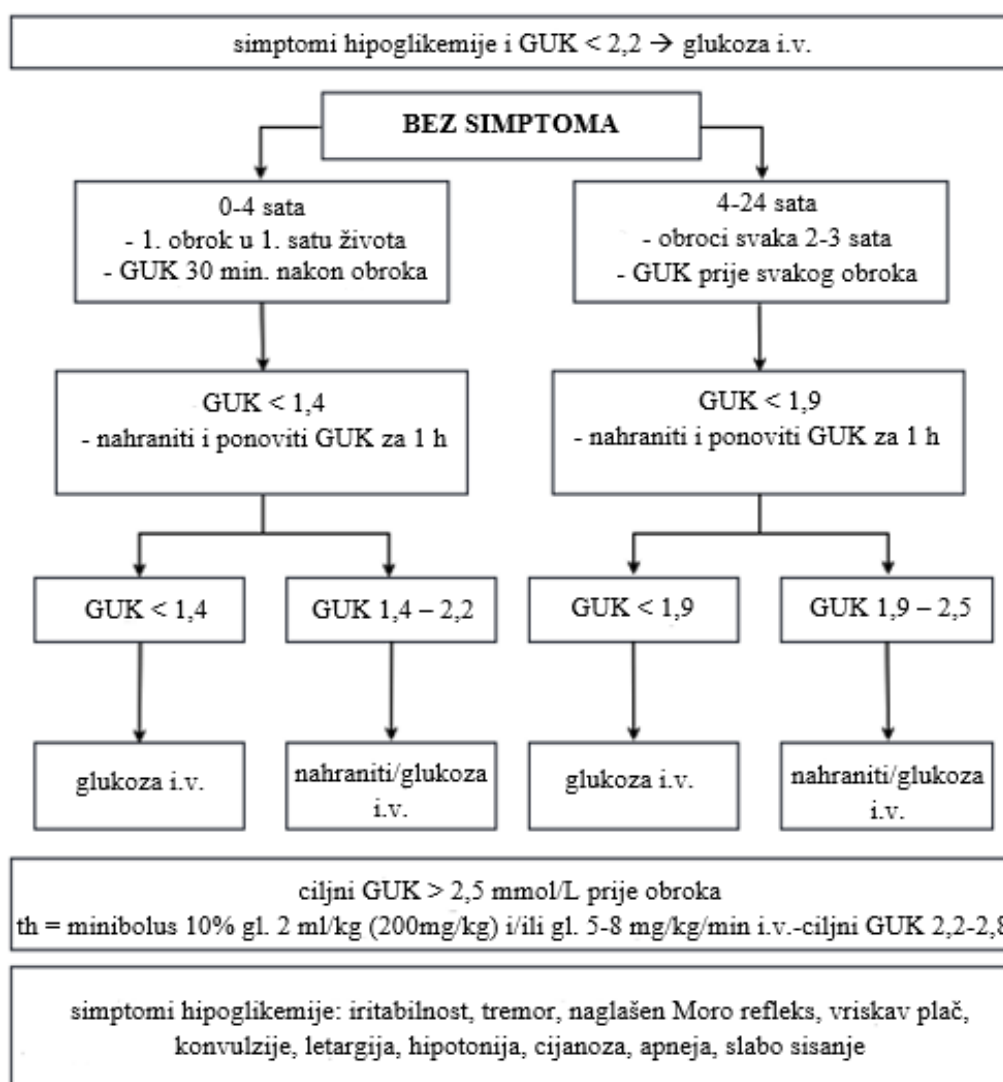 simptomi hipoglikemije i GUK < 2,2 → glukoza i.v.
BEZ SIMPTOMA
0-4 sata
- 1. obrok u 1. satu života
- GUK 30 min. nakon obroka
4-24 sata
- obroci svaka 2-3 sata
- GUK prije svakog obroka
GUK < 1,4
- nahraniti i ponoviti GUK za 1 h
GUK < 1,9
- nahraniti i ponoviti GUK za 1 h
GUK < 1,4
GUK 1,4 – 2,2
GUK < 1,9
GUK 1,9 – 2,5
glukoza i.v.
nahraniti/glukoza
i.v.
glukoza i.v.
nahraniti/glukoza
i.v.
ciljni GUK > 2,5 mmol/L prije obroka
th = minibolus 10% gl. 2 ml/kg (200mg/kg) i/ili gl. 5-8 mg/kg/min i.v.-ciljni GUK 2,2-2,8
simptomi hipoglikemije: iritabilnost, tremor, naglašen Moro refleks, vriskav plač,
konvulzije, letargija, hipotonija, cijanoza, apneja, slabo sisanje